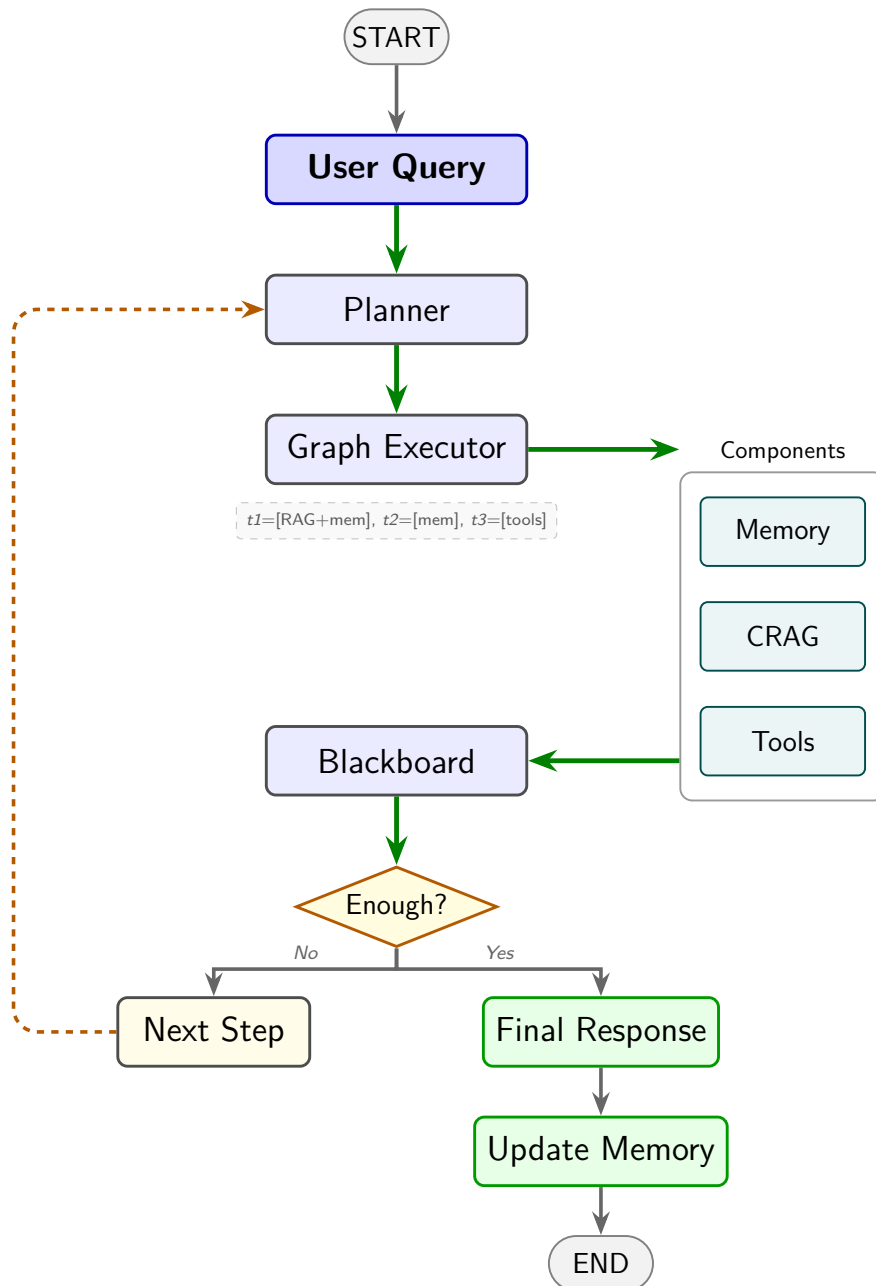 START
User Query
Planner
Graph Executor
t1=[RAG+mem], t2=[mem], t3=[tools]
Components
Memory
CRAG
Tools
Blackboard
Enough?
No
Yes
Next Step
Final Response
Update Memory
END